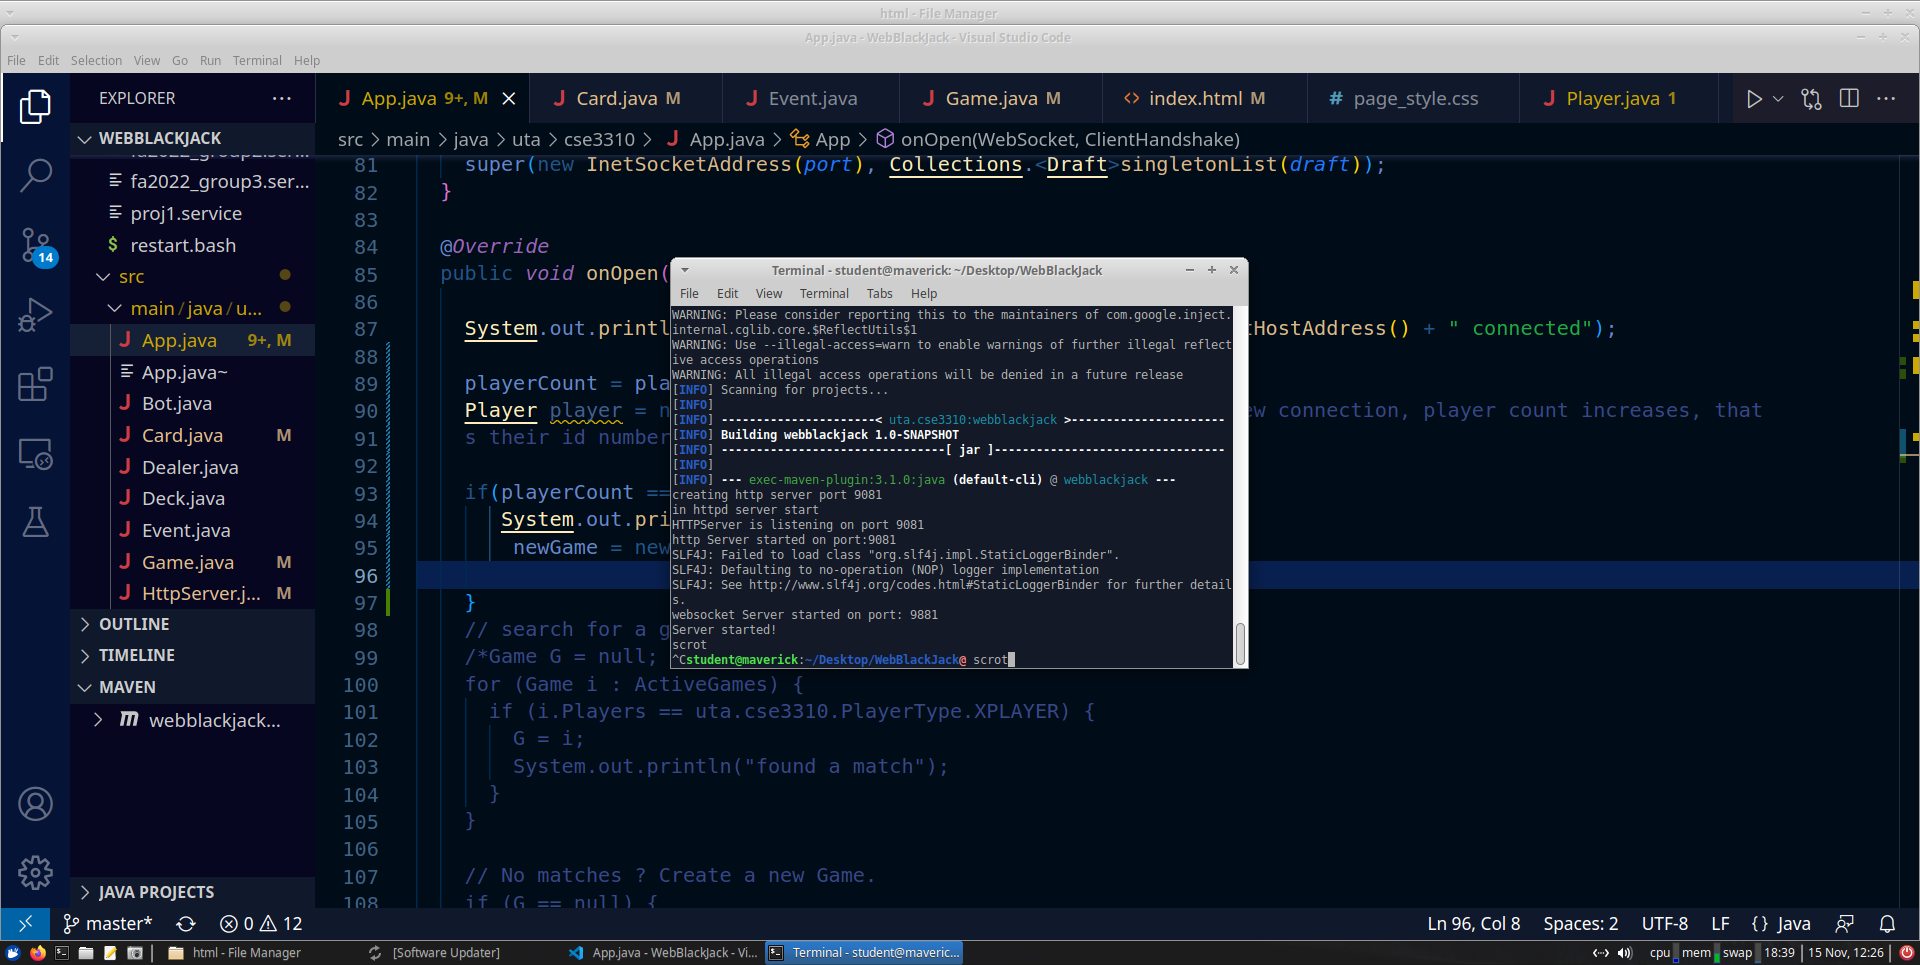 html - File Manager
App.java - WebBlackJack - Visual Studio Code
File Edit Selection View Go Run Terminal Help
EXPLORER
App.java 9+, M
Card.java M
Event.java
Game.java M
index.html M
page_style.css
Player.java 1
WEBBLACKJACK
src > main > java > uta > cse3310 > App.java > App > onOpen(WebSocket, ClientHandshake)
fa2022_group2.ser...
fa2022_group3.ser...
proj1.service
restart.bash
src
main / java / u...
App.java 9+, M
App.java~
Bot.java
Card.java M
Dealer.java
Deck.java
Event.java
Game.java M
HttpServer.j... M
OUTLINE
TIMELINE
MAVEN
webblackjack...
JAVA PROJECTS
14
81 super(new InetSocketAddress(port), Collections.<Draft>singletonList(draft));
82 }
83
84 @Override
85 public void onOpen(
86
87 System.out.printl
tHostAddress() + " connected");
88
89 playerCount = pla
90 Player player = n
ew connection, player count increases, that
91 s their id number
92
93 if(playerCount ==
94 System.out.pri
95 newGame = new
96
97 }
98 // search for a g
99 /*Game G = null;
100 for (Game i : ActiveGames) {
101 if (i.Players == uta.cse3310.PlayerType.XPLAYER) {
102 G = i;
103 System.out.println("found a match");
104 }
105 }
106
107 // No matches ? Create a new Game.
108 if (G == null) {
Terminal - student@maverick: ~/Desktop/WebBlackJack
File Edit View Terminal Tabs Help
WARNING: Please consider reporting this to the maintainers of com.google.inject.
internal.cglib.core.$ReflectUtils$1
WARNING: Use --illegal-access=warn to enable warnings of further illegal reflect
ive access operations
WARNING: All illegal access operations will be denied in a future release
[INFO] Scanning for projects...
[INFO]
[INFO] ----------------------< uta.cse3310:webblackjack >----------------------
[INFO] Building webblackjack 1.0-SNAPSHOT
[INFO] --------------------------------[ jar ]---------------------------------
[INFO]
[INFO] --- exec-maven-plugin:3.1.0:java (default-cli) @ webblackjack ---
creating http server port 9081
in httpd server start
HTTPServer is listening on port 9081
http Server started on port:9081
SLF4J: Failed to load class "org.slf4j.impl.StaticLoggerBinder".
SLF4J: Defaulting to no-operation (NOP) logger implementation
SLF4J: See http://www.slf4j.org/codes.html#StaticLoggerBinder for further detail
s.
websocket Server started on port: 9881
Server started!
scrot
^Cstudent@maverick:~/Desktop/WebBlackJack@ scrot
master* 0 12
Ln 96, Col 8 Spaces: 2 UTF-8 LF {} Java
html - File Manager
[Software Updater]
App.java - WebBlackJack - Vi...
Terminal - student@maveric...
cpu mem swap 18:39 15 Nov, 12:26